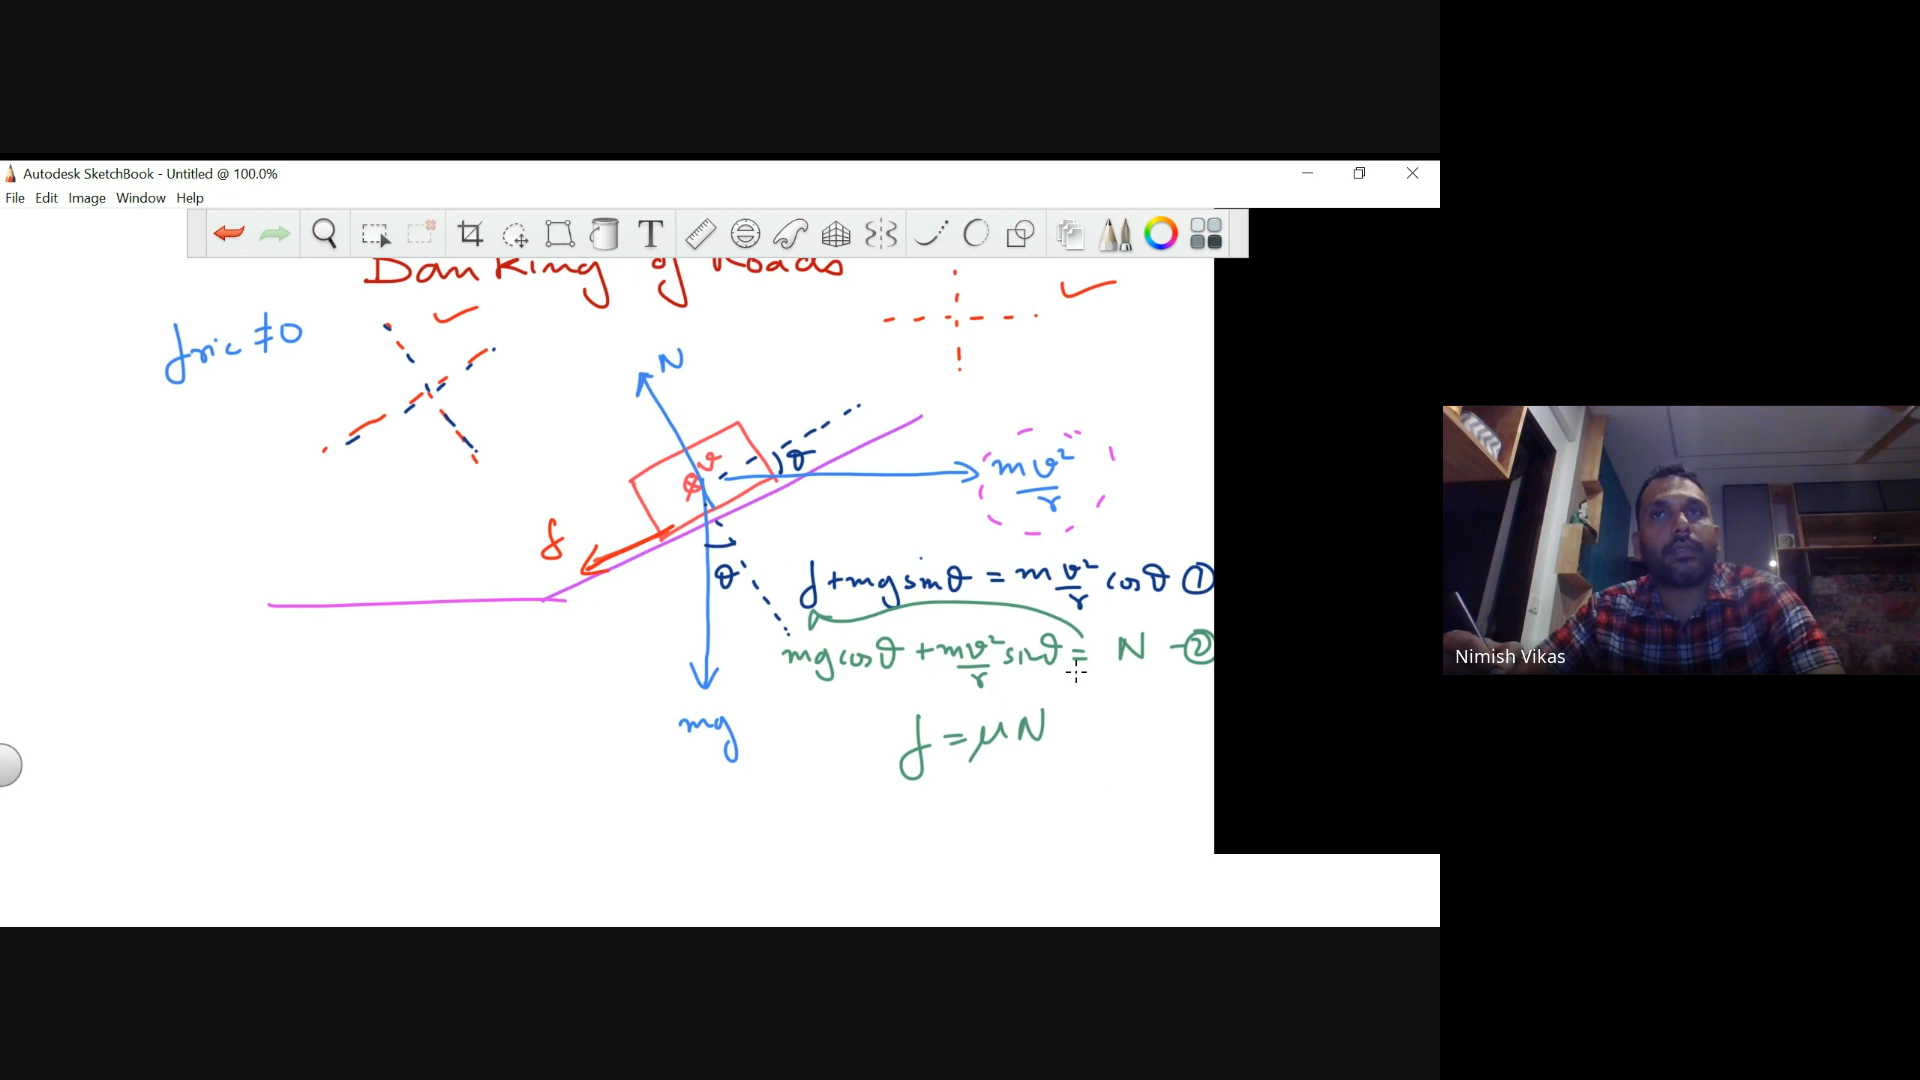 Autodesk SketchBook - Untitled @ 100.0%
File Edit Image Window Help
T
Banking of Roads
fric ≠ 0
N
v
θ
mv²/r
f
θ
f + mg sinθ = m v²/r cosθ ①
mg cosθ + mv²/r sinθ = N - ②
mg
f = μN
Nimish Vikas